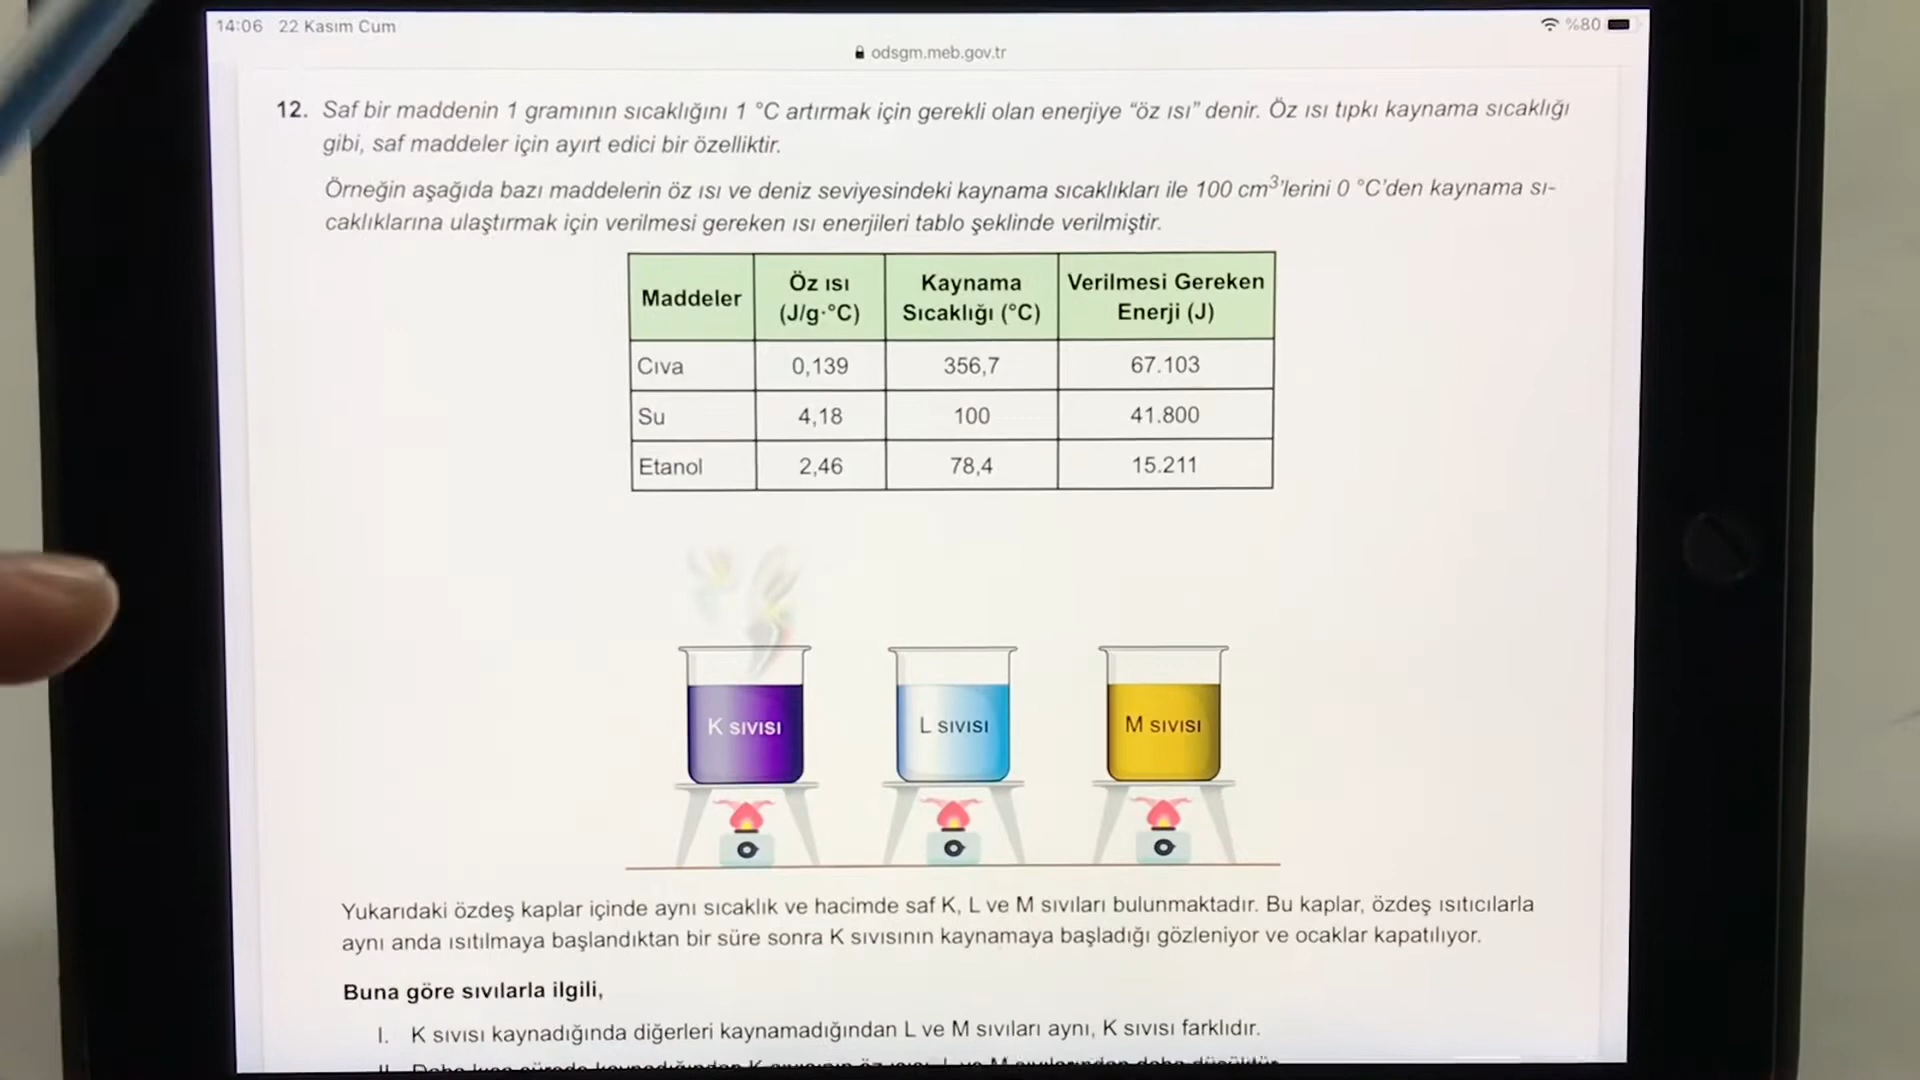 14:06 22 Kasım Cum
%80
odsgm.meb.gov.tr
12. Saf bir maddenin 1 gramının sıcaklığını 1 °C artırmak için gerekli olan enerjiye “öz ısı” denir. Öz ısı tıpkı kaynama sıcaklığı
gibi, saf maddeler için ayırt edici bir özelliktir.
Örneğin aşağıda bazı maddelerin öz ısı ve deniz seviyesindeki kaynama sıcaklıkları ile 100 cm³'lerini 0 °C'den kaynama sı-
caklıklarına ulaştırmak için verilmesi gereken ısı enerjileri tablo şeklinde verilmiştir.
Maddeler Öz ısı (J/g·°C) Kaynama Sıcaklığı (°C) Verilmesi Gereken Enerji (J)
Cıva 0,139 356,7 67.103
Su 4,18 100 41.800
Etanol 2,46 78,4 15.211
K sıvısı L sıvısı M sıvısı
Yukarıdaki özdeş kaplar içinde aynı sıcaklık ve hacimde saf K, L ve M sıvıları bulunmaktadır. Bu kaplar, özdeş ısıtıcılarla
aynı anda ısıtılmaya başlandıktan bir süre sonra K sıvısının kaynamaya başladığı gözleniyor ve ocaklar kapatılıyor.
Buna göre sıvılarla ilgili,
I. K sıvısı kaynadığında diğerleri kaynamadığından L ve M sıvıları aynı, K sıvısı farklıdır.